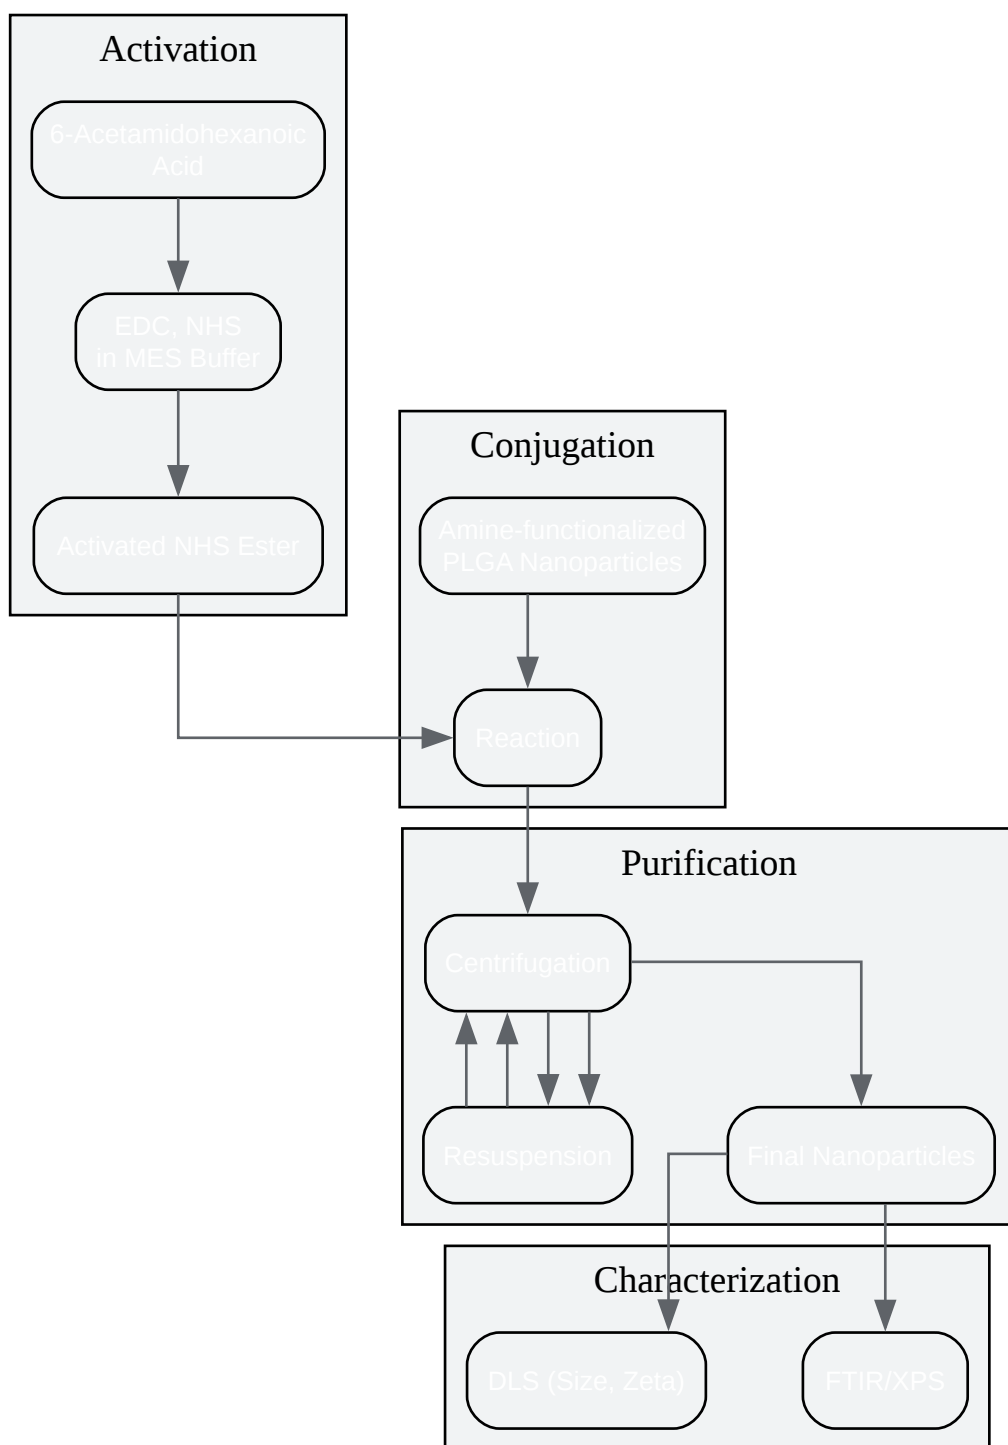 Activation
6-Acetamidohexanoic
Acid
EDC, NHS
in MES Buffer
Activated NHS Ester
Conjugation
Amine-functionalized
PLGA Nanoparticles
Reaction
Purification
Centrifugation
Resuspension
Final Nanoparticles
Characterization
DLS (Size, Zeta)
FTIR/XPS